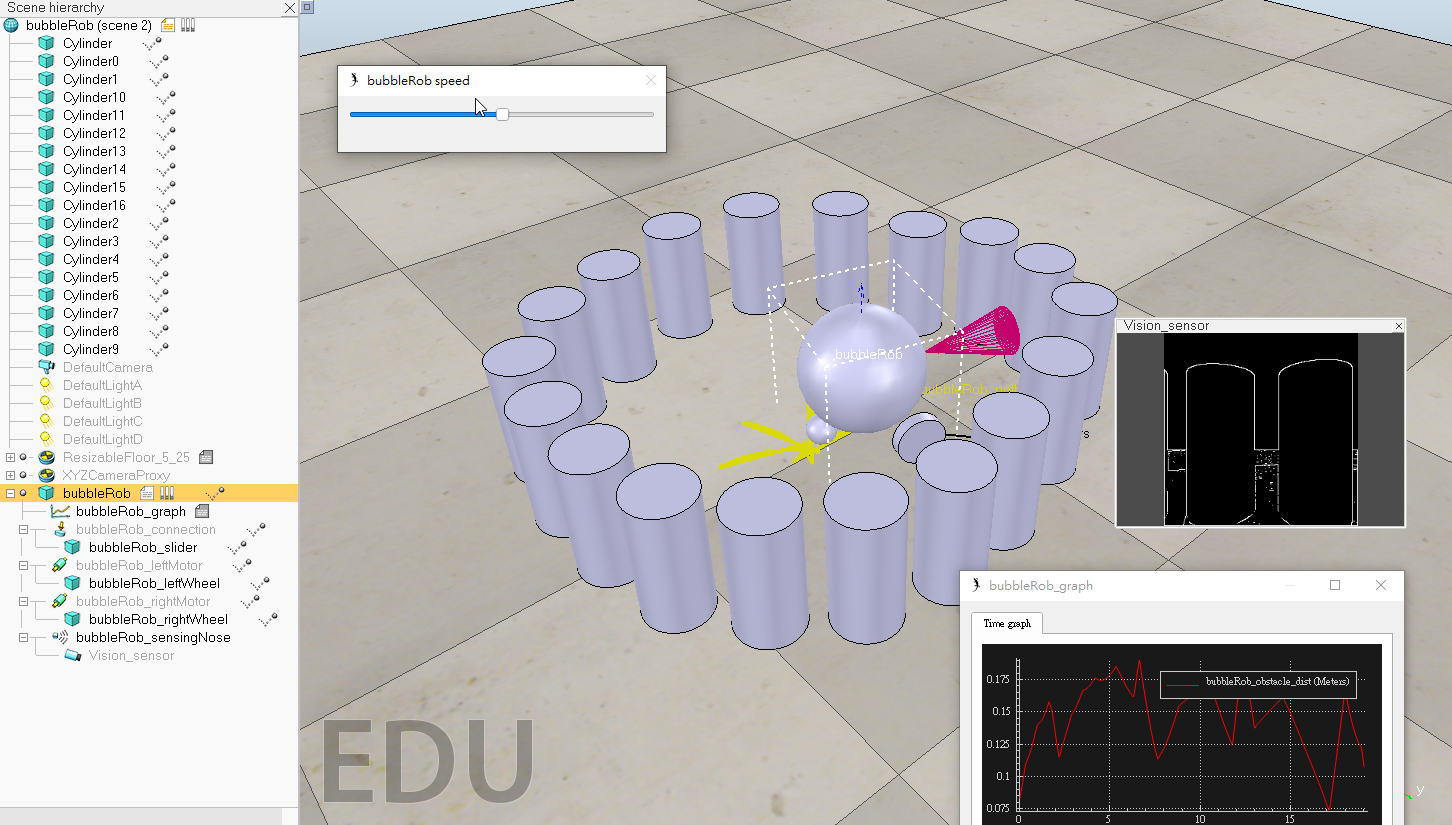 Scene hierarchy
bubbleRob (scene 2)
Cylinder
Cylinder0
Cylinder1
Cylinder10
Cylinder11
Cylinder12
Cylinder13
Cylinder14
Cylinder15
Cylinder16
Cylinder2
Cylinder3
Cylinder4
Cylinder5
Cylinder6
Cylinder7
Cylinder8
Cylinder9
DefaultCamera
DefaultLightA
DefaultLightB
DefaultLightC
DefaultLightD
ResizableFloor_5_25
XYZCameraProxy
bubbleRob
bubbleRob_graph
bubbleRob_connection
bubbleRob_slider
bubbleRob_leftMotor
bubbleRob_leftWheel
bubbleRob_rightMotor
bubbleRob_rightWheel
bubbleRob_sensingNose
Vision_sensor
bubbleRob speed
bubbleRob
EDU
Vision_sensor
bubbleRob_graph
Time graph
bubbleRob_obstacle_dist (Meters)
0.175
0.15
0.125
0.1
0.075
0 5 10 15
y